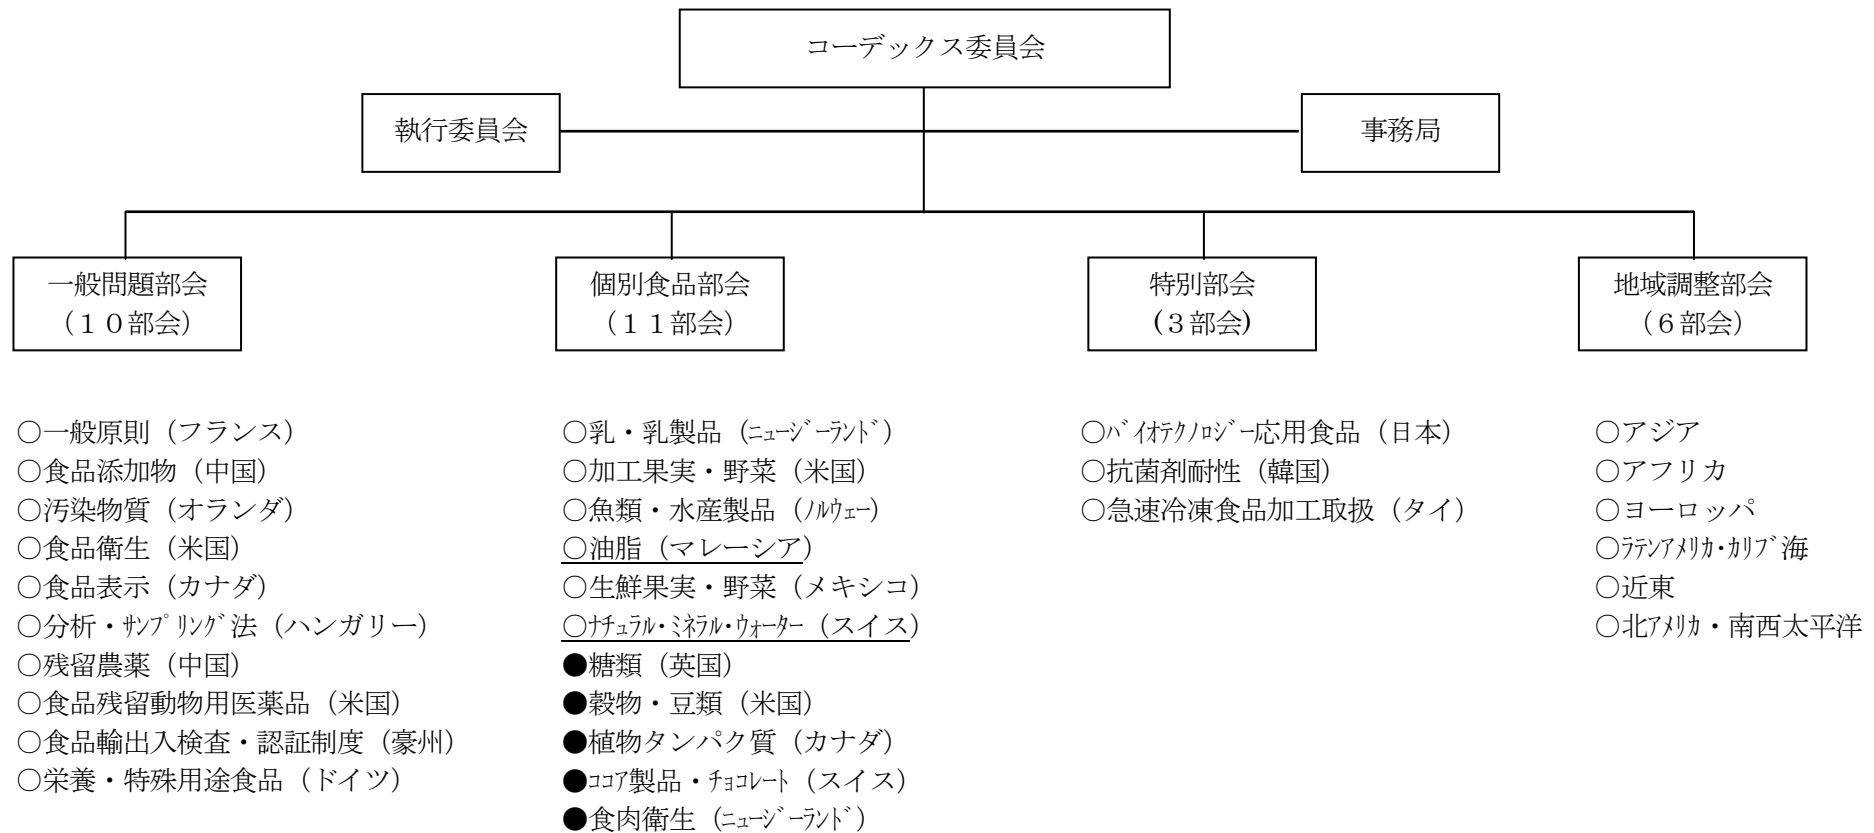 コーデックス委員会
執行委員会
事務局
一般問題部会
（１０部会）
個別食品部会
（１１部会）
特別部会
(３部会)
地域調整部会
（６部会）
○一般原則（フランス）
○食品添加物（中国）
○汚染物質（オランダ）
○食品衛生（米国）
○食品表示（カナダ）
○分析・ｻﾝﾌﾟﾘﾝｸﾞ法（ハンガリー）
○残留農薬（中国）
○食品残留動物用医薬品（米国）
○食品輸出入検査・認証制度（豪州）
○栄養・特殊用途食品（ドイツ）
○乳・乳製品（ﾆｭｰｼﾞｰﾗﾝﾄﾞ）
○加工果実・野菜（米国）
○魚類・水産製品（ﾉﾙｳｪｰ）
○油脂（マレーシア）
○生鮮果実・野菜（メキシコ）
○ﾅﾁｭﾗﾙ・ﾐﾈﾗﾙ・ｳｫｰﾀｰ（スイス）
●糖類（英国）
●穀物・豆類（米国）
●植物タンパク質（カナダ）
●ｺｺｱ製品・ﾁｮｺﾚｰﾄ（スイス）
●食肉衛生（ﾆｭｰｼﾞｰﾗﾝﾄﾞ）
○ﾊﾞｲｵﾃｸﾉﾛｼﾞｰ応用食品（日本）
○抗菌剤耐性（韓国）
○急速冷凍食品加工取扱（タイ）
○アジア
○アフリカ
○ヨーロッパ
○ﾗﾃﾝｱﾒﾘｶ・ｶﾘﾌﾞ海
○近東
○北ｱﾒﾘｶ・南西太平洋